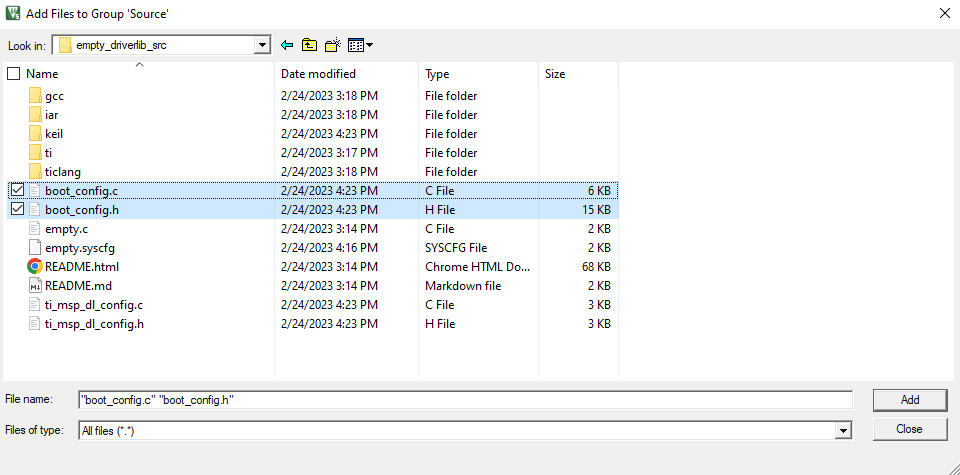 Add Files to Group 'Source'
Look in: empty_driverlib_src
Name Date modified Type Size
gcc 2/24/2023 3:18 PM File folder
iar 2/24/2023 3:18 PM File folder
keil 2/24/2023 4:23 PM File folder
ti 2/24/2023 3:17 PM File folder
ticlang 2/24/2023 3:18 PM File folder
boot_config.c 2/24/2023 4:23 PM C File 6 KB
boot_config.h 2/24/2023 4:23 PM H File 15 KB
empty.c 2/24/2023 3:14 PM C File 2 KB
empty.syscfg 2/24/2023 4:16 PM SYSCFG File 2 KB
README.html 2/24/2023 3:14 PM Chrome HTML Do... 68 KB
README.md 2/24/2023 3:14 PM Markdown file 2 KB
ti_msp_dl_config.c 2/24/2023 4:23 PM C File 3 KB
ti_msp_dl_config.h 2/24/2023 4:23 PM H File 3 KB
File name: "boot_config.c" "boot_config.h" Add
Files of type: All files (*.*) Close